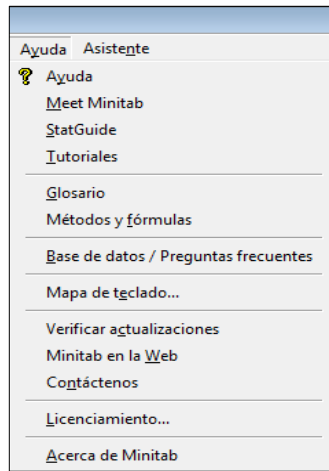 Ayuda Asistente
Ayuda
Meet Minitab
StatGuide
Tutoriales
Glosario
Métodos y fórmulas
Base de datos / Preguntas frecuentes
Mapa de teclado...
Verificar actualizaciones
Minitab en la Web
Contáctenos
Licenciamiento...
Acerca de Minitab